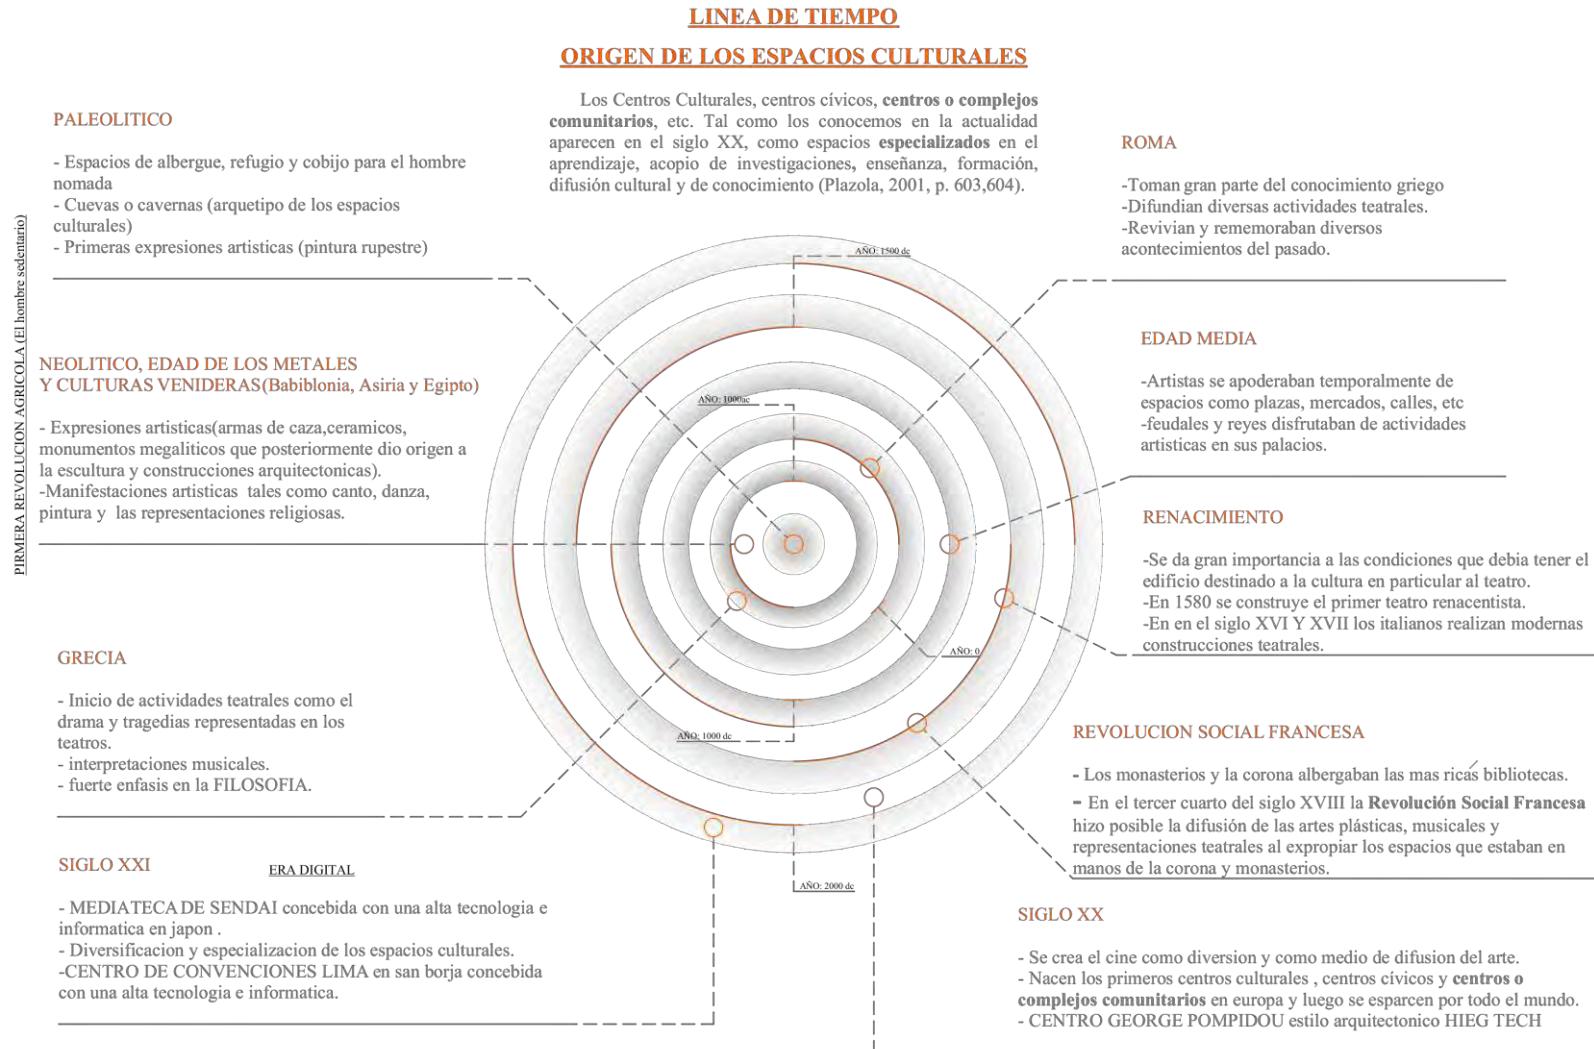 LINEA DE TIEMPO
ORIGEN DE LOS ESPACIOS CULTURALES
Los Centros Culturales, centros cívicos, centros o complejos
comunitarios, etc. Tal como los conocemos en la actualidad
aparecen en el siglo XX, como espacios especializados en el
aprendizaje, acopio de investigaciones, enseñanza, formación,
difusión cultural y de conocimiento (Plazola, 2001, p. 603,604).
PIRMERA REVOLUCION AGRICOLA (El hombre sedentario)
PALEOLITICO
- Espacios de albergue, refugio y cobijo para el hombre
nomada
- Cuevas o cavernas (arquetipo de los espacios
culturales)
- Primeras expresiones artisticas (pintura rupestre)
NEOLITICO, EDAD DE LOS METALES
Y CULTURAS VENIDERAS(Babiblonia, Asiria y Egipto)
- Expresiones artisticas(armas de caza,ceramicos,
monumentos megaliticos que posteriormente dio origen a
la escultura y construcciones arquitectonicas).
-Manifestaciones artisticas tales como canto, danza,
pintura y las representaciones religiosas.
GRECIA
- Inicio de actividades teatrales como el
drama y tragedias representadas en los
teatros.
- interpretaciones musicales.
- fuerte enfasis en la FILOSOFIA.
SIGLO XXI
ERA DIGITAL
- MEDIATECA DE SENDAI concebida con una alta tecnologia e
informatica en japon .
- Diversificacion y especializacion de los espacios culturales.
-CENTRO DE CONVENCIONES LIMA en san borja concebida
con una alta tecnologia e informatica.
AÑO: 1500 dc
AÑO: 1000ac
AÑO: 0
AÑO: 1000 dc
AÑO: 2000 dc
ROMA
-Toman gran parte del conocimiento griego
-Difundian diversas actividades teatrales.
-Revivian y rememoraban diversos
acontecimientos del pasado.
EDAD MEDIA
-Artistas se apoderaban temporalmente de
espacios como plazas, mercados, calles, etc
-feudales y reyes disfrutaban de actividades
artisticas en sus palacios.
RENACIMIENTO
-Se da gran importancia a las condiciones que debia tener el
edificio destinado a la cultura en particular al teatro.
-En 1580 se construye el primer teatro renacentista.
-En en el siglo XVI Y XVII los italianos realizan modernas
construcciones teatrales.
REVOLUCION SOCIAL FRANCESA
- Los monasterios y la corona albergaban las mas ricas bibliotecas.
- En el tercer cuarto del siglo XVIII la Revolución Social Francesa
hizo posible la difusión de las artes plásticas, musicales y
representaciones teatrales al expropiar los espacios que estaban en
manos de la corona y monasterios.
SIGLO XX
- Se crea el cine como diversion y como medio de difusion del arte.
- Nacen los primeros centros culturales , centros cívicos y centros o
complejos comunitarios en europa y luego se esparcen por todo el mundo.
- CENTRO GEORGE POMPIDOU estilo arquitectonico HIEG TECH